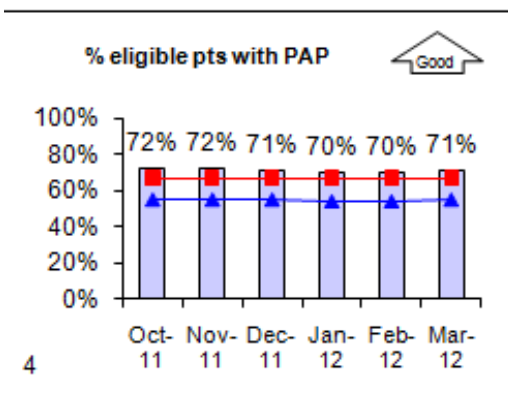 % eligible pts with PAP
Good
100%
80%
60%
40%
20%
0%
72% 72% 71% 70% 70% 71%
Oct- Nov- Dec- Jan- Feb- Mar-
11 11 11 12 12 12
4